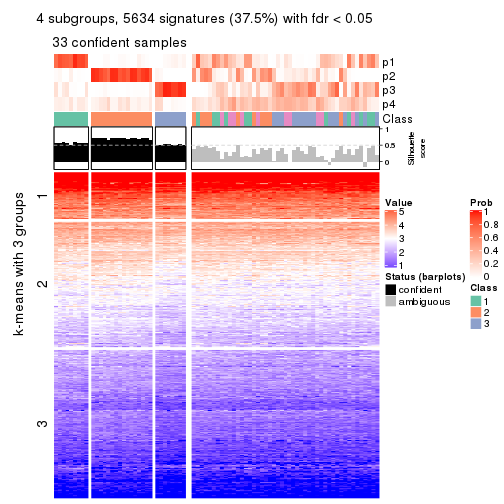 4 subgroups, 5634 signatures (37.5%) with fdr < 0.05
33 confident samples
p1
p2
p3
p4
Class
1
0.5
0
Silhouette
score
k-means with 3 groups
1
2
3
Value
5
4
3
2
1
Status (barplots)
confident
ambiguous
Prob
1
0.8
0.6
0.4
0.2
0
Class
1
2
3